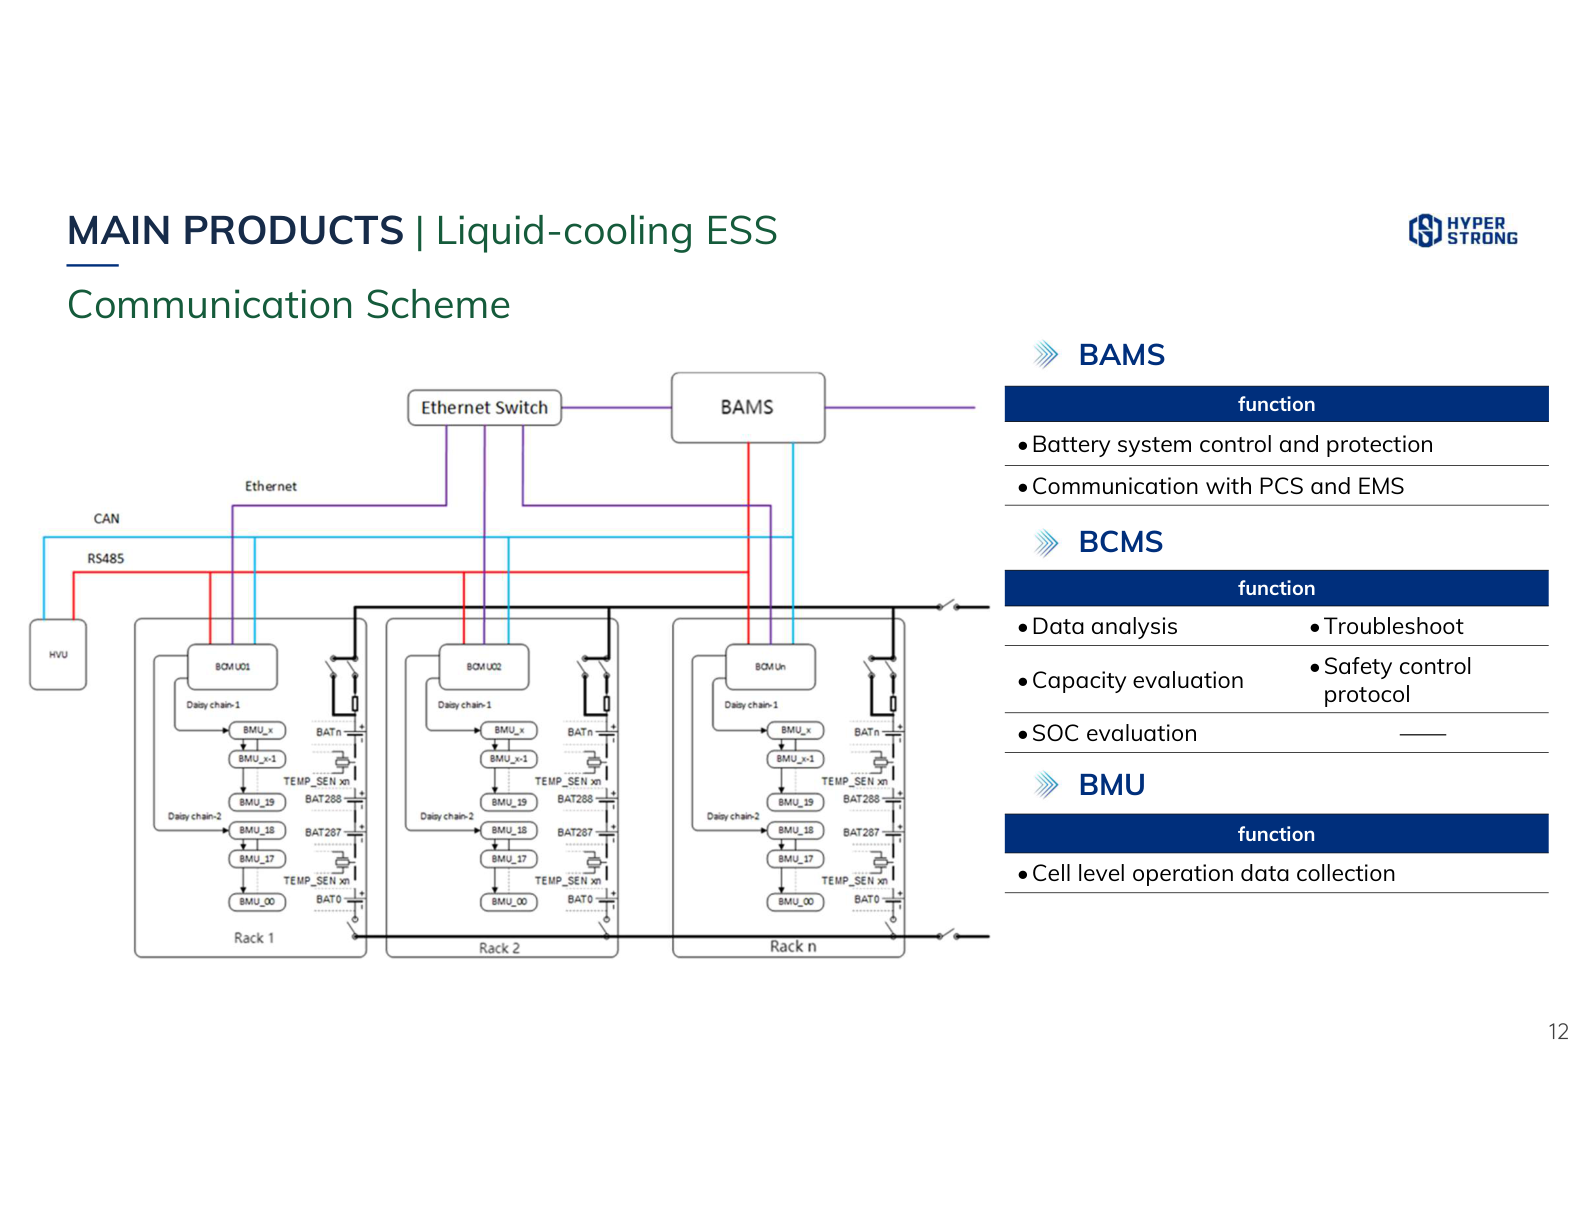 MAIN PRODUCTS | Liquid-cooling ESS
HYPER
STRONG
Communication Scheme
Ethernet Switch
BAMS
Ethernet
CAN
RS485
HVU
BCMU01
Daisy chain-1
BMU_x
BMU_x-1
BMU_19
Daisy chain-2
BMU_18
BMU_17
BMU_00
BATn
TEMP_SEN xn
BAT288
BAT287
TEMP_SEN xn
BAT0
Rack 1
BCMU02
Daisy chain-1
BMU_x
BMU_x-1
BMU_19
Daisy chain-2
BMU_18
BMU_17
BMU_00
BATn
TEMP_SEN xn
BAT288
BAT287
TEMP_SEN xn
BAT0
Rack 2
BCMUn
Daisy chain-1
BMU_x
BMU_x-1
BMU_19
Daisy chain-2
BMU_18
BMU_17
BMU_00
BATn
TEMP_SEN xn
BAT288
BAT287
TEMP_SEN xn
BAT0
Rack n
BAMS
function
• Battery system control and protection
• Communication with PCS and EMS
BCMS
function
• Data analysis
• Troubleshoot
• Capacity evaluation
• Safety control
protocol
• SOC evaluation
——
BMU
function
• Cell level operation data collection
12